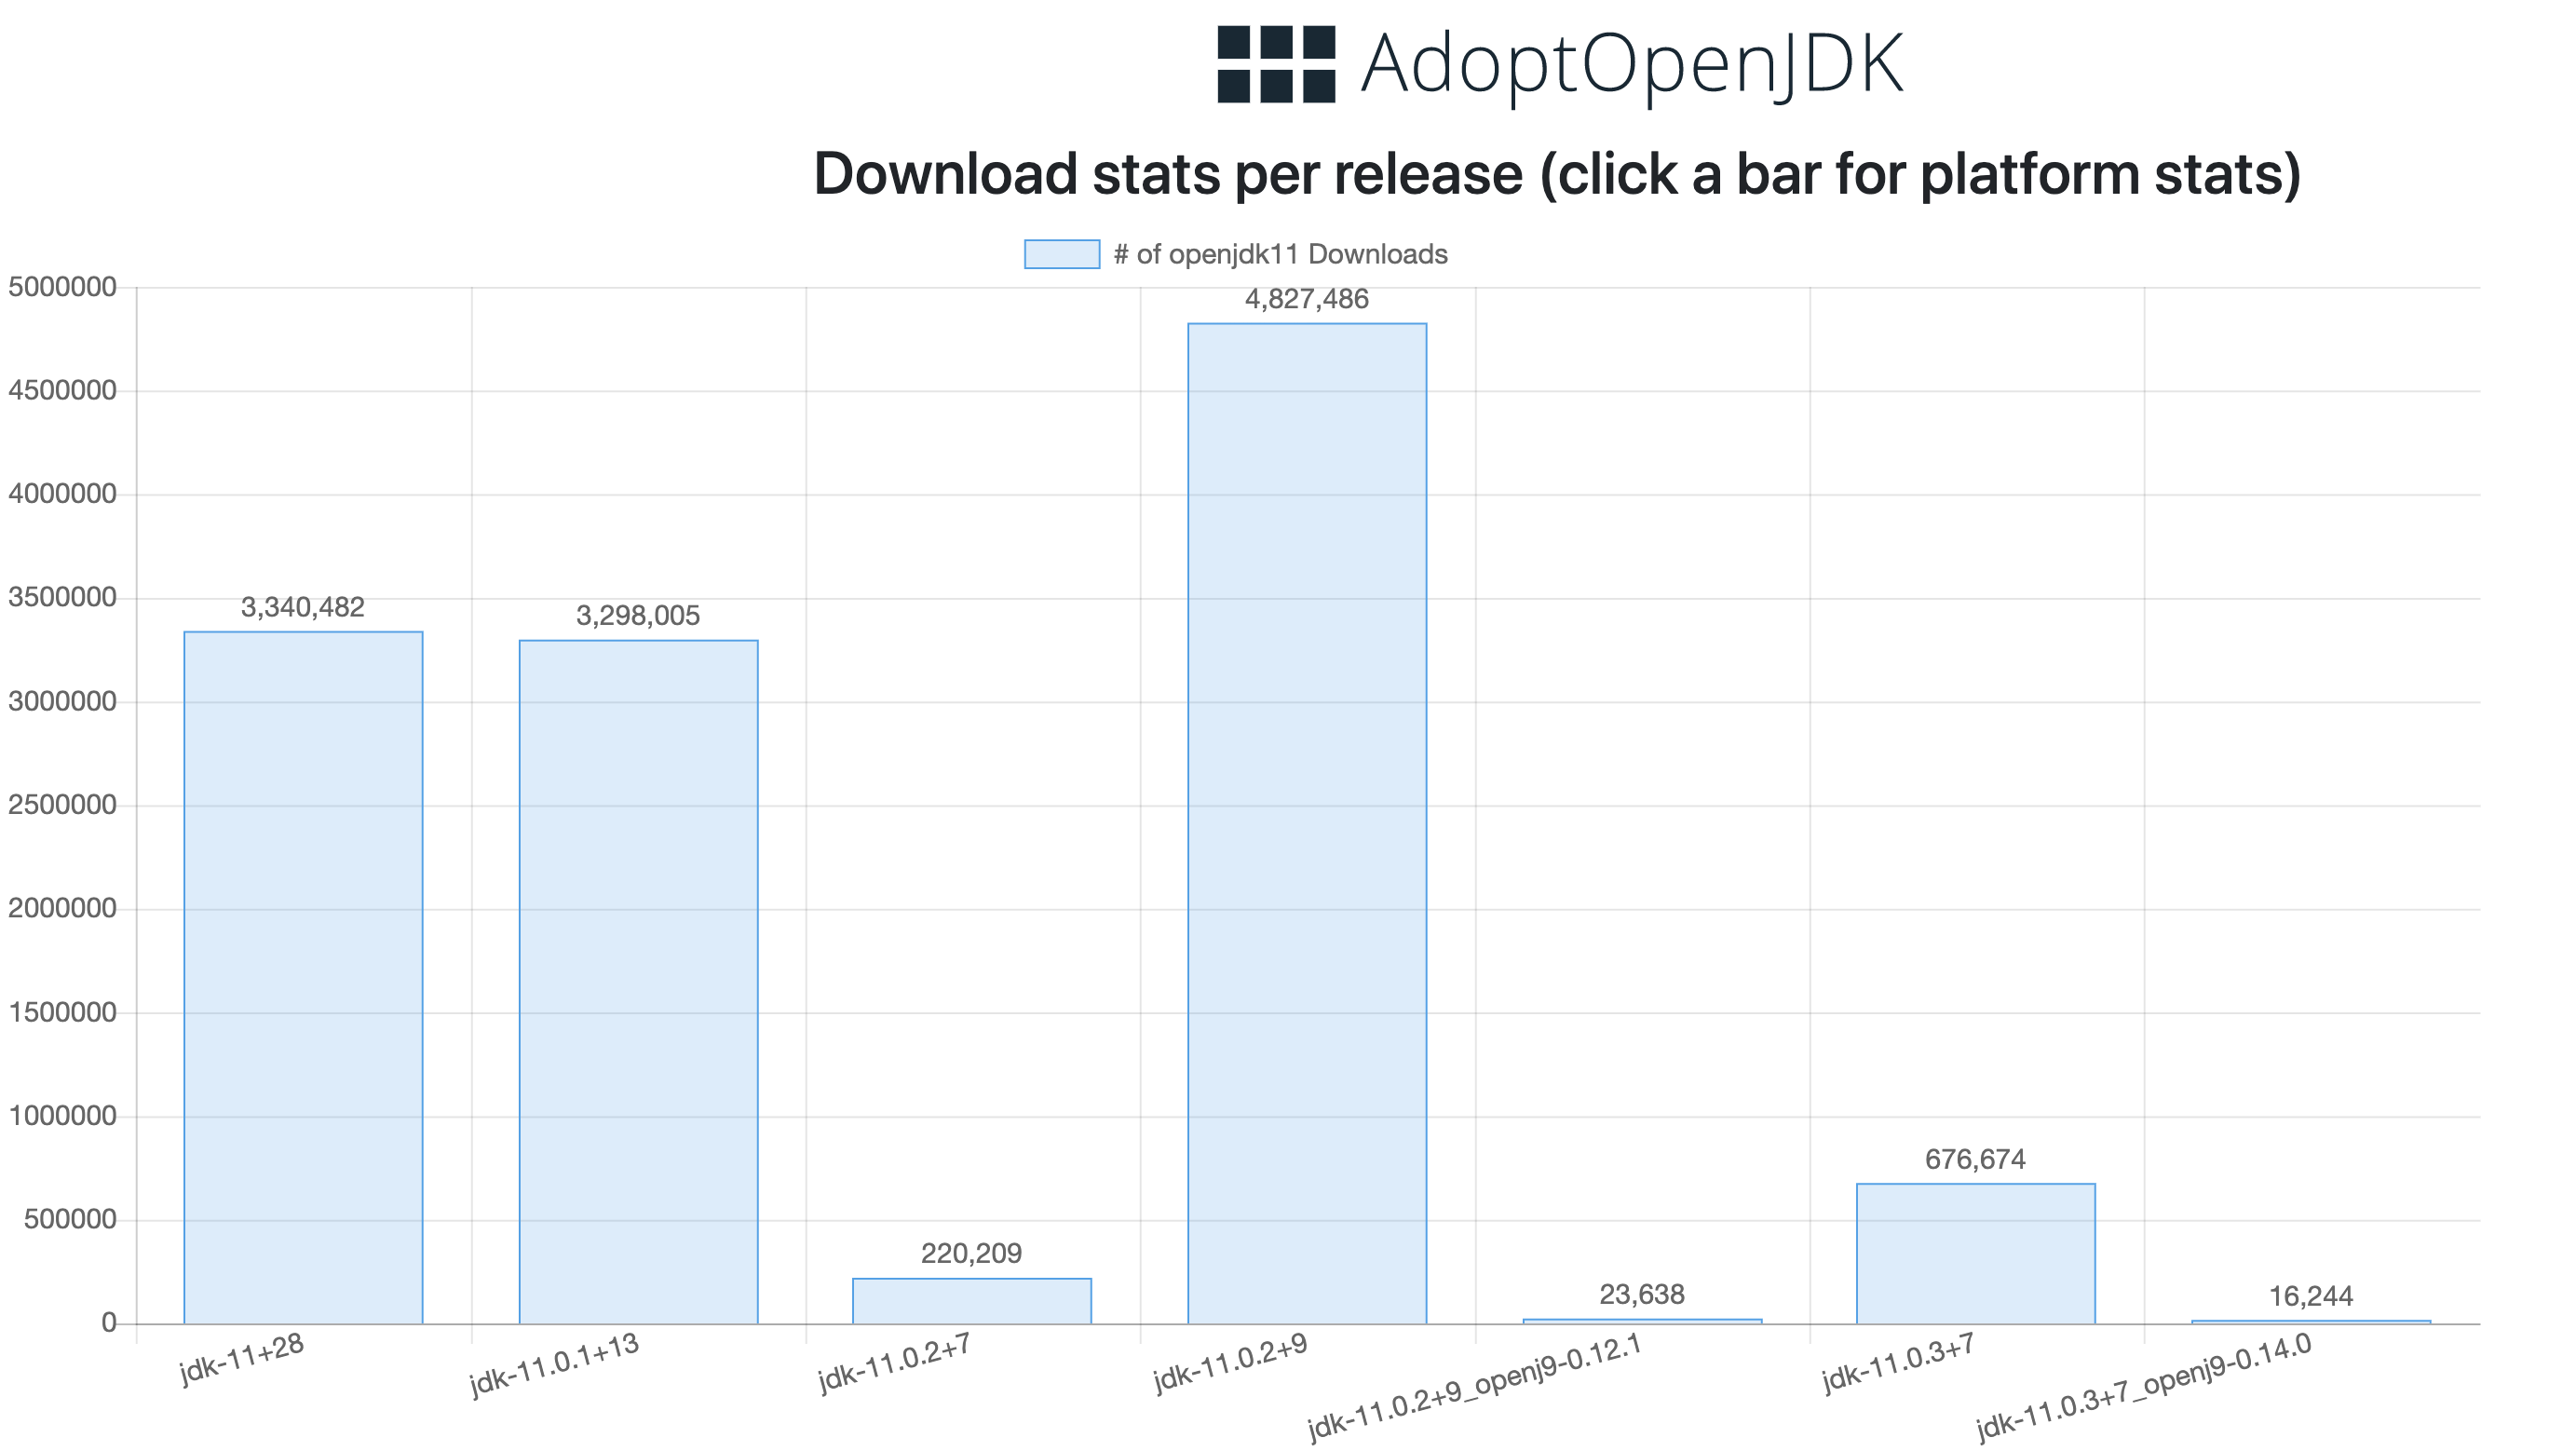 AdoptOpenJDK
Download stats per release (click a bar for platform stats)
# of openjdk11 Downloads
5000000
4500000
4000000
3500000
3000000
2500000
2000000
1500000
1000000
500000
0
3,340,482
3,298,005
220,209
4,827,486
23,638
676,674
16,244
jdk-11+28
jdk-11.0.1+13
jdk-11.0.2+7
jdk-11.0.2+9
jdk-11.0.2+9_openj9-0.12.1
jdk-11.0.3+7
jdk-11.0.3+7_openj9-0.14.0